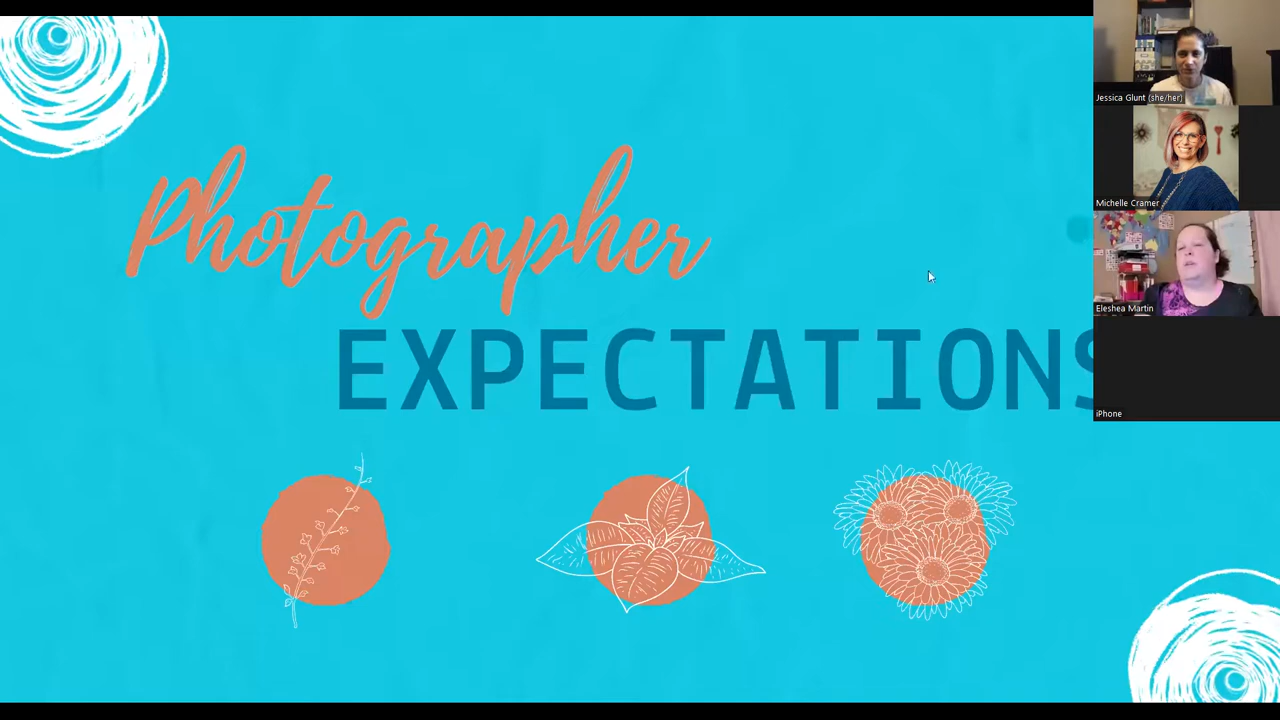 Photographer
EXPECTATIONS
Jessica Glunt (she/her)
Michelle Cramer
Eleshea Martin
iPhone